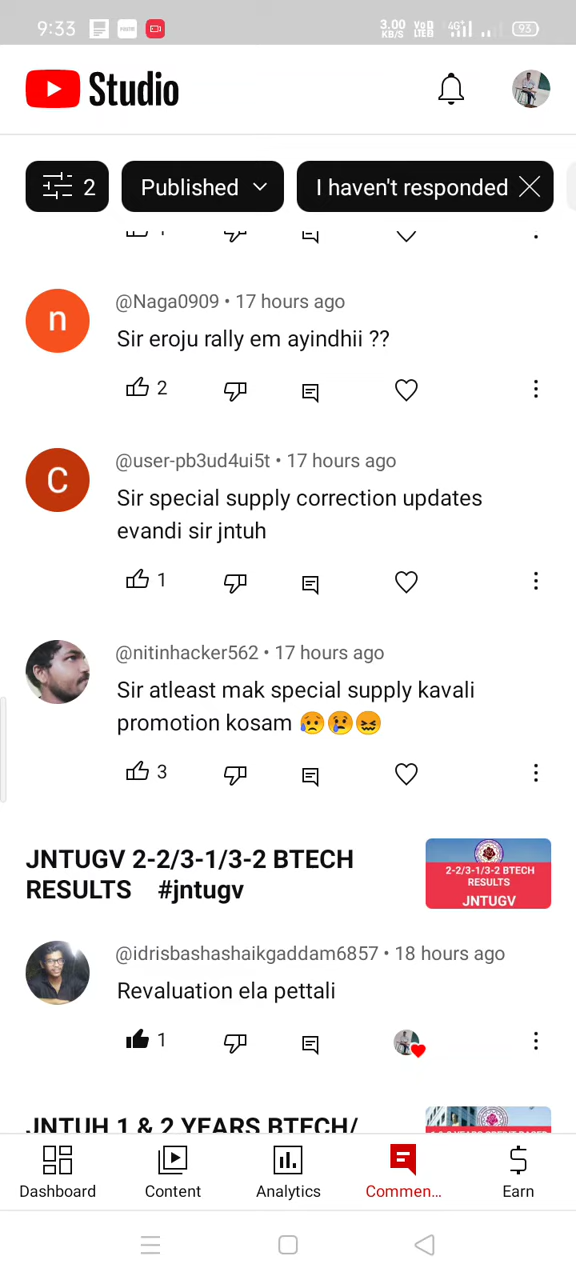 9:33 3.00 KB/S VoD LTE 4G+ 93
Studio
2 Published I haven't responded
@Naga0909 • 17 hours ago
n
Sir eroju rally em ayindhii ??
2
@user-pb3ud4ui5t • 17 hours ago
C
Sir special supply correction updates
evandi sir jntuh
1
@nitinhacker562 • 17 hours ago
Sir atleast mak special supply kavali
promotion kosam 😥😢😖
3
JNTUGV 2-2/3-1/3-2 BTECH
RESULTS #jntugv
2-2/3-1/3-2 BTECH
RESULTS
JNTUGV
@idrisbashashaikgaddam6857 • 18 hours ago
Revaluation ela pettali
1
JNTUH 1 & 2 YEARS BTECH/
Dashboard Content Analytics Commen... Earn